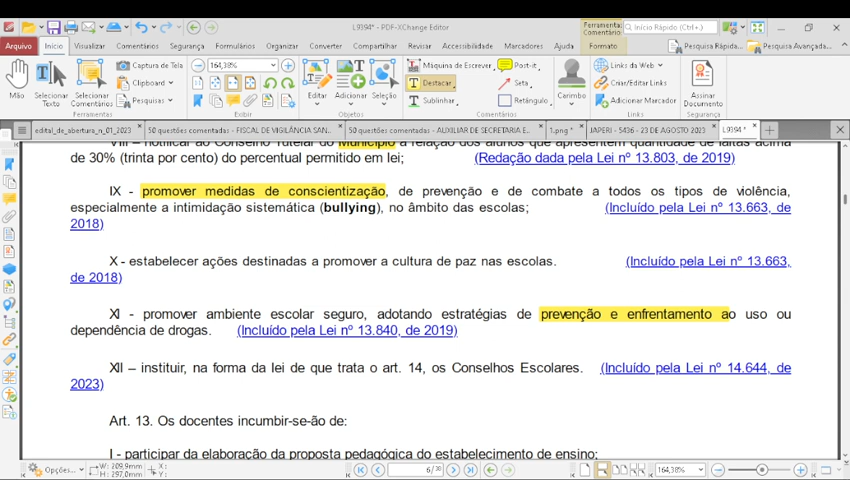 L9394* - PDF-XChange Editor
Ferramenta
Comentário
Início Rápido (Ctrl+.)
Arquivo Início Visualizar Comentários Segurança Formulários Organizar Converter Compartilhar Revisar Accessibility Marcadores Ajuda Formato Pesquisa Rápida... Pesquisa Avançada...
Mão
Selecionar
Texto
Selecionar
Comentários
Captura de Tela
Clipboard
Pesquisas
164,38%
Editar
Adicionar
Seleção
Objetos
Máquina de Escrever
Destacar
Sublinhar
Post-it
Seta
Retângulo
Comentários
Carimbo
Links da Web
Criar/Editar Links
Adicionar Marcador
Links
Assinar
Documento
Segurança
edital_de_abertura_n_01_2023 50 questões comentadas - FISCAL DE VIGILÂNCIA SAN... 50 questões comentadas - AUXILIAR DE SECRETARIA E... 1.png * JAPERI - 5436 - 23 DE AGOSTO 2023 L9394 *
VIII – notificar ao Conselho Tutelar do Município a relação dos alunos que apresentem quantidade de faltas acima
de 30% (trinta por cento) do percentual permitido em lei; (Redação dada pela Lei nº 13.803, de 2019)
IX - promover medidas de conscientização, de prevenção e de combate a todos os tipos de violência,
especialmente a intimidação sistemática (bullying), no âmbito das escolas; (Incluído pela Lei nº 13.663, de
2018)
X - estabelecer ações destinadas a promover a cultura de paz nas escolas. (Incluído pela Lei nº 13.663,
de 2018)
XI - promover ambiente escolar seguro, adotando estratégias de prevenção e enfrentamento ao uso ou
dependência de drogas. (Incluído pela Lei nº 13.840, de 2019)
XII – instituir, na forma da lei de que trata o art. 14, os Conselhos Escolares. (Incluído pela Lei nº 14.644, de
2023)
Art. 13. Os docentes incumbir-se-ão de:
I - participar da elaboração da proposta pedagógica do estabelecimento de ensino;
Opções... W: 209,9mm X:
H: 297,0mm Y:
6 / 38
164,38%